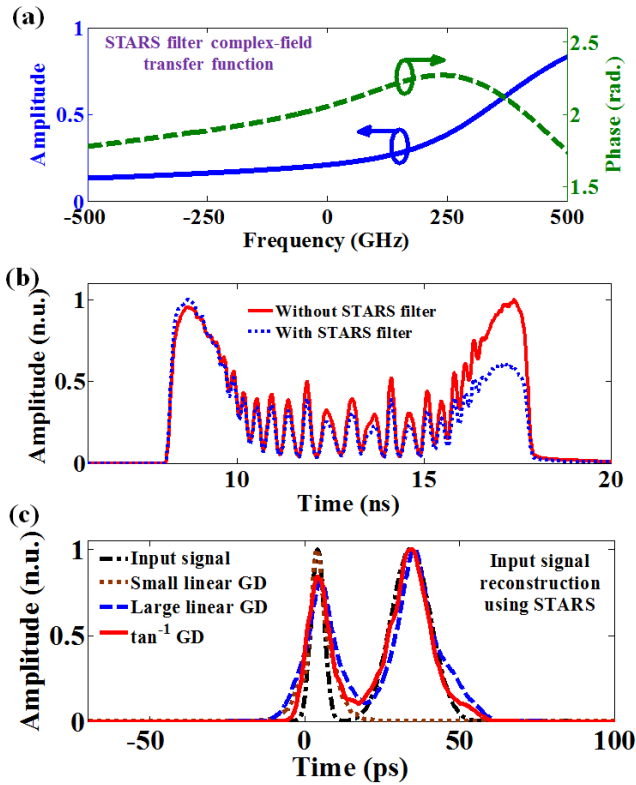 (a)
STARS filter complex-field
transfer function
Amplitude
Phase (rad.)
1
0.5
0
2.5
2
1.5
-500
-250
0
250
500
Frequency (GHz)
(b)
Amplitude (n.u.)
1
0.5
0
Without STARS filter
With STARS filter
10
15
20
Time (ns)
(c)
Amplitude (n.u.)
1
0.5
0
Input signal
Small linear GD
Large linear GD
tan⁻¹ GD
Input signal
reconstruction
using STARS
-50
0
50
100
Time (ps)